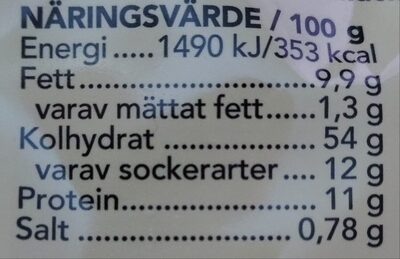 NÄRINGSVÄRDE / 100 g
Energi.....1490 kJ/353 kcal
Fett.....................................9,9 g
varav mättat fett.....1,3 g
Kolhydrat .....................54 g
varav sockerarter.... 12 g
Protein.......................... 11 g
Salt ...............................0,78 g